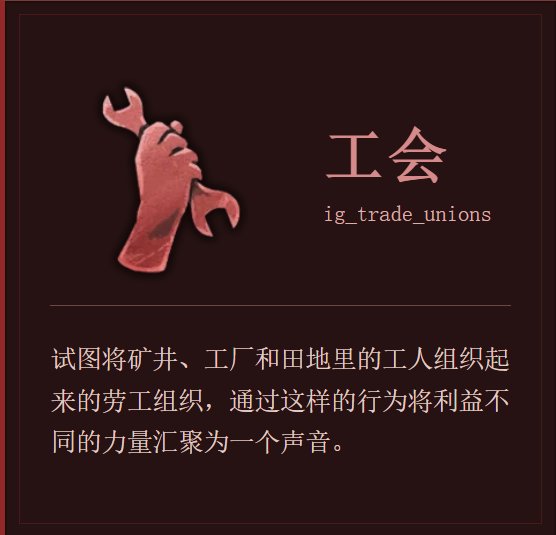 工会
ig_trade_unions
试图将矿井、工厂和田地里的工人组织起
来的劳工组织，通过这样的行为将利益不
同的力量汇聚为一个声音。